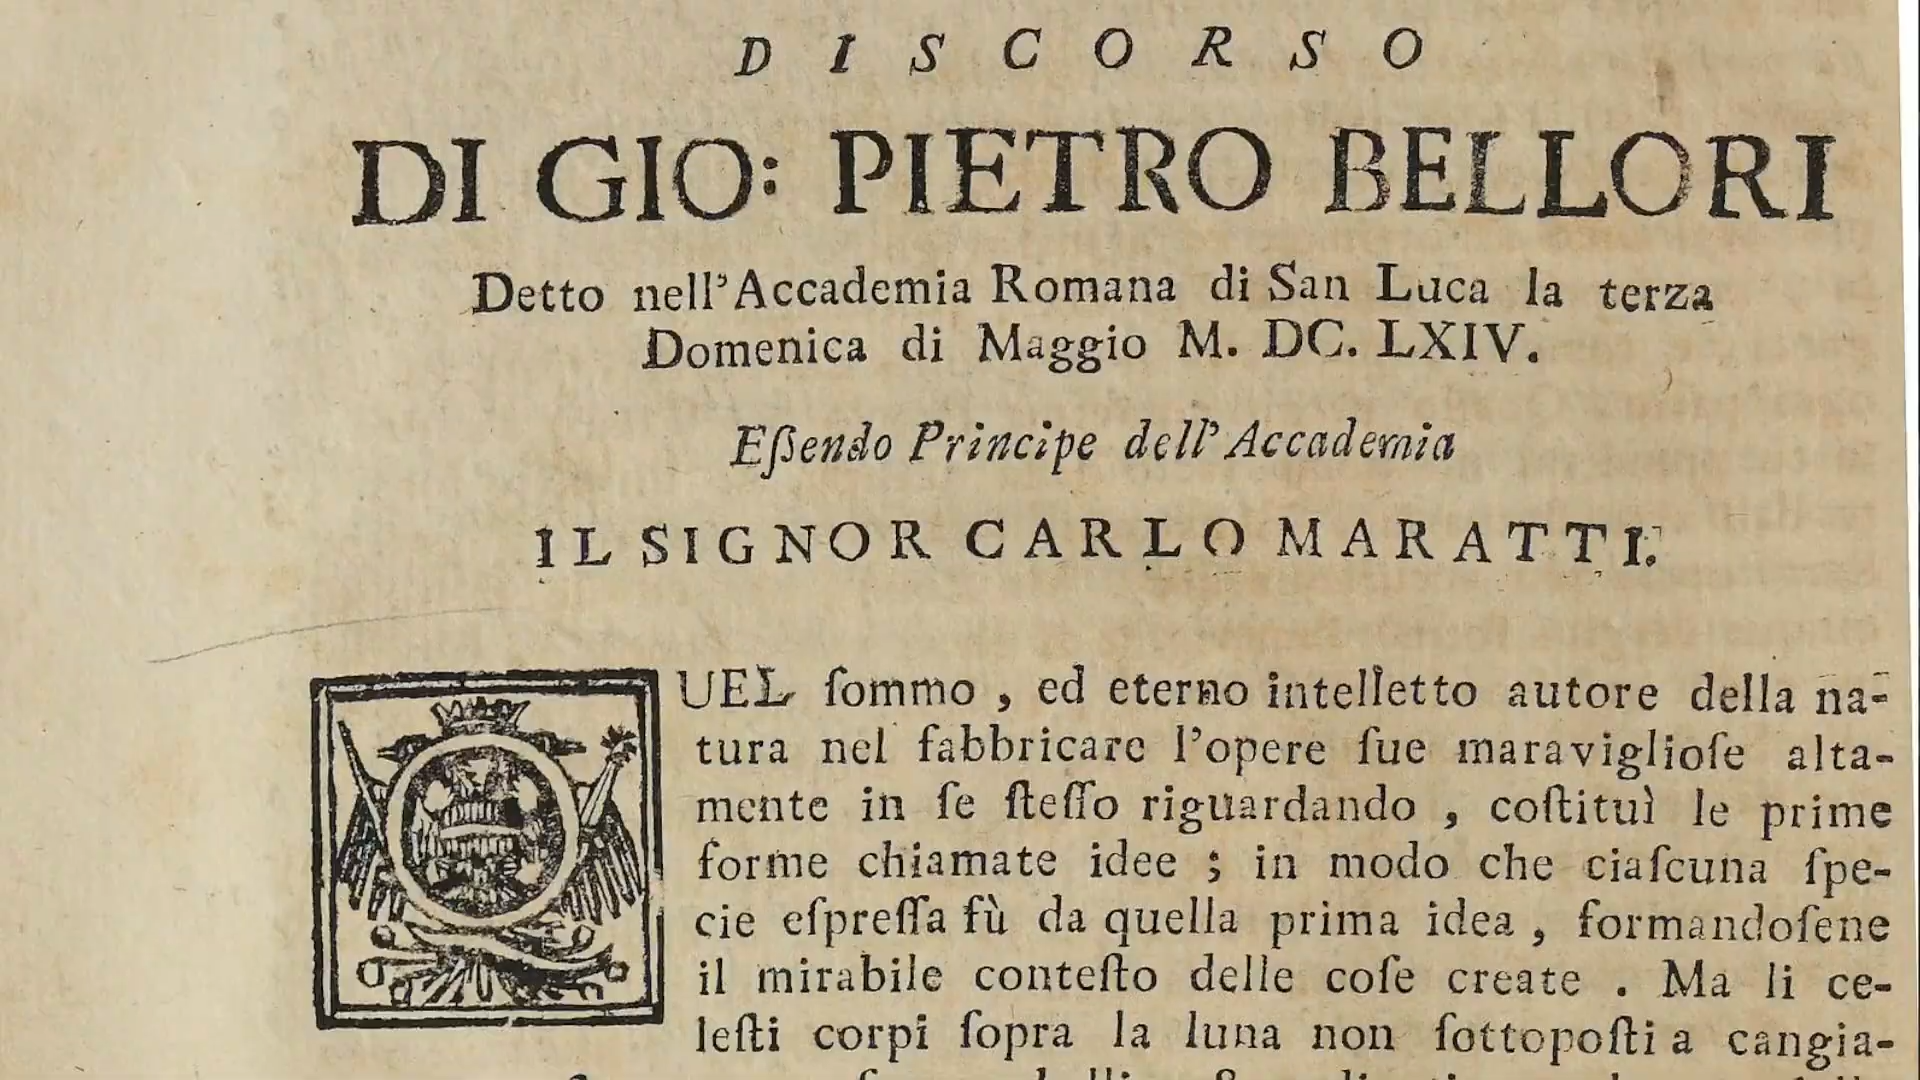 DISCORSO
DI GIO: PIETRO BELLORI
Detto nell'Accademia Romana di San Luca la terza
Domenica di Maggio M. DC. LXIV.
Eßendo Principe dell'Accademia
IL SIGNOR CARLO MARATTI.
UEL ſommo , ed eterno intelletto autore della na-
tura nel fabbricare l'opere ſue maraviglioſe alta-
mente in ſe ſteſſo riguardando , coſtituì le prime
forme chiamate idee ; in modo che ciaſcuna ſpe-
cie eſpreſſa fù da quella prima idea , formandoſene
il mirabile conteſto delle coſe create . Ma li ce-
leſti corpi ſopra la luna non ſottopoſti a cangia-